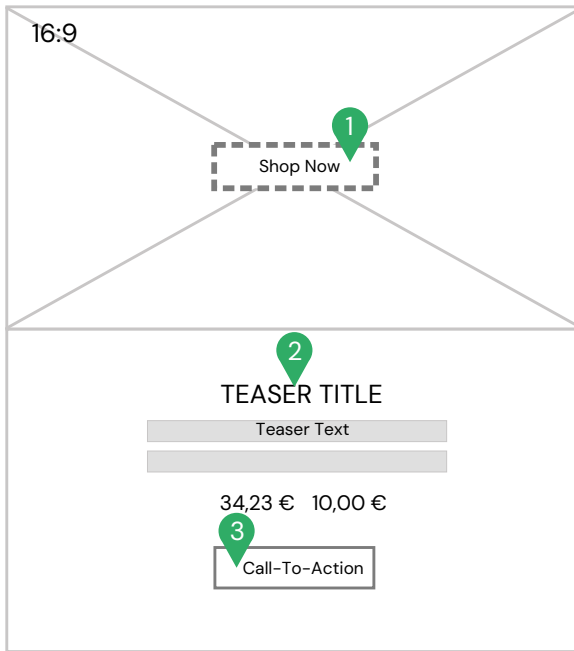 16:9
1
Shop Now
2
TEASER TITLE
Teaser Text
34,23 € 10,00 €
3
Call-To-Action